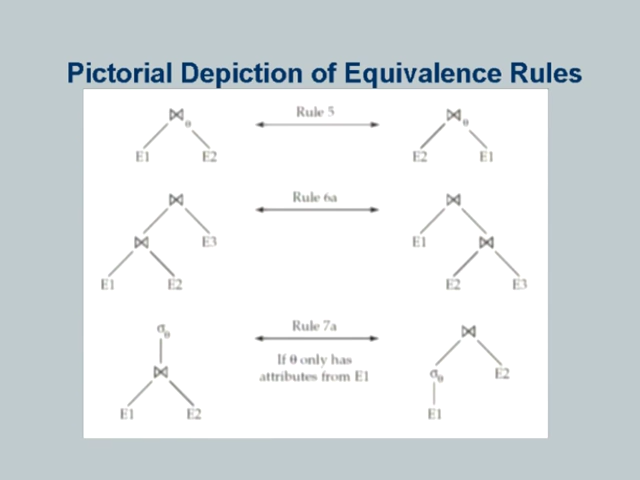 Pictorial Depiction of Equivalence Rules
⋈θ Rule 5 ⋈θ
E1 E2 E2 E1
⋈ Rule 6a ⋈
⋈ E3 E1 ⋈
E1 E2 E2 E3
σθ Rule 7a ⋈
If θ only has
attributes from E1
⋈ σθ E2
E1 E2 E1